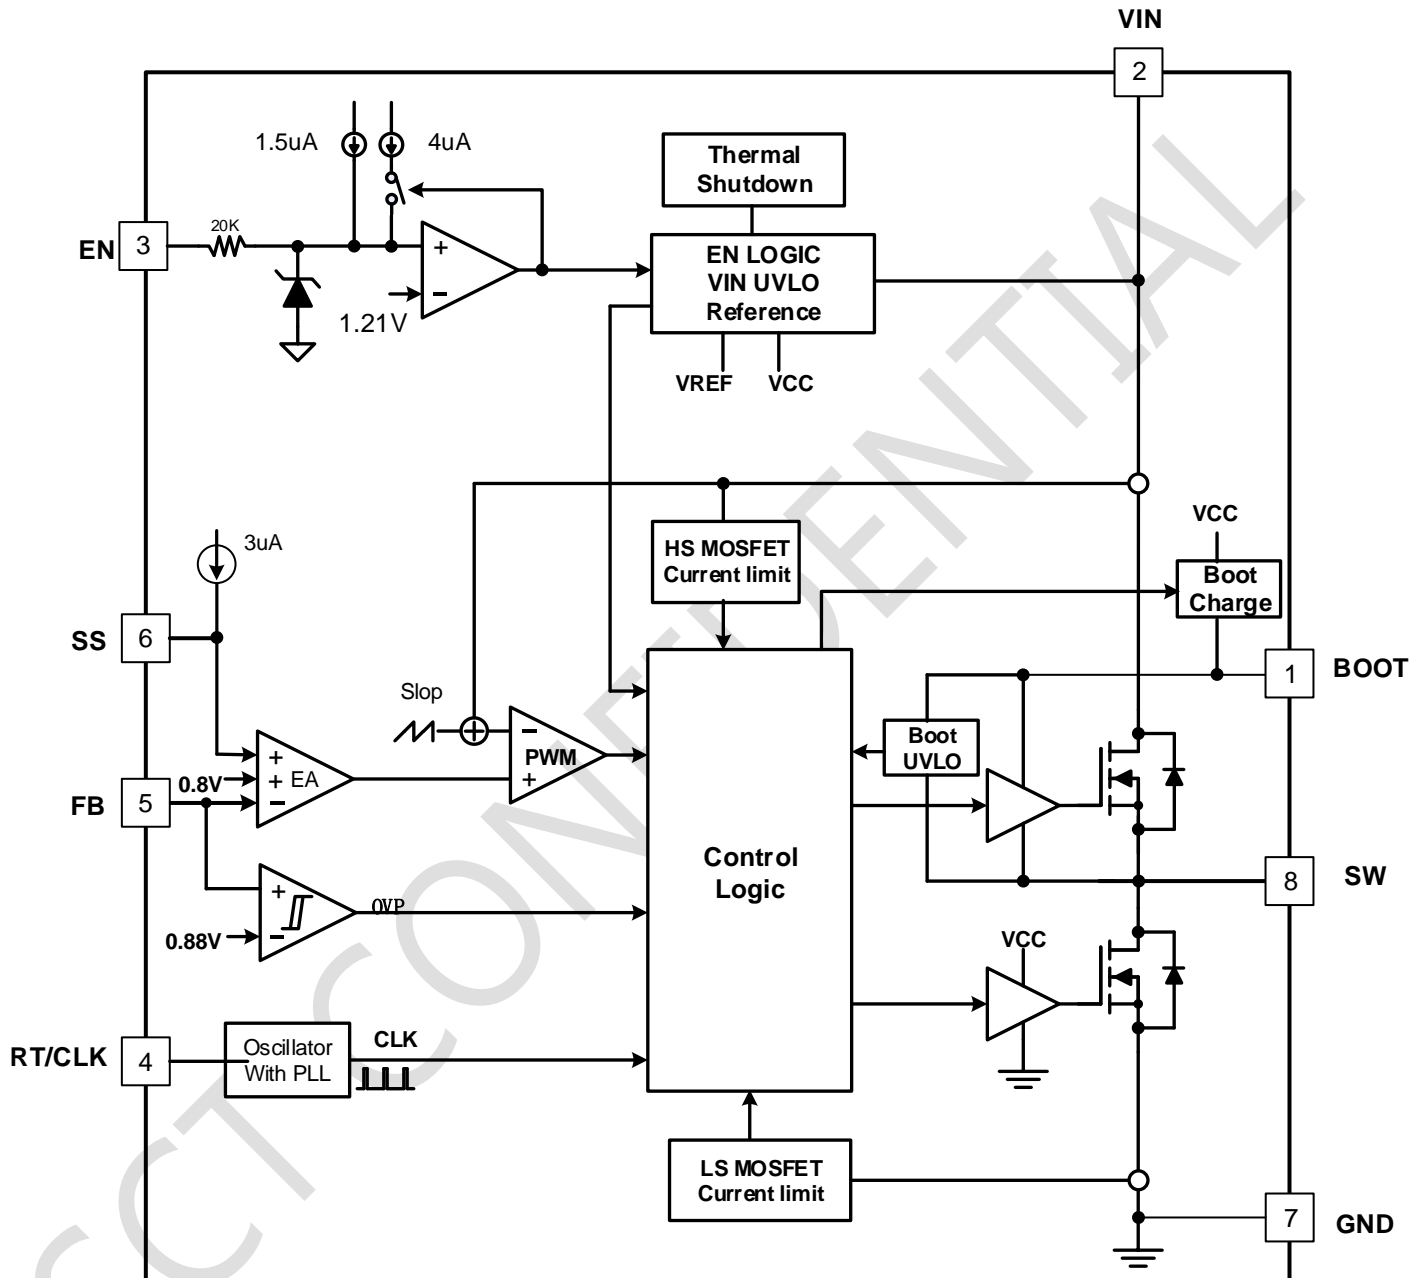 VIN
2
1.5uA
4uA
Thermal
Shutdown
20K
EN
3
+
−
1.21V
EN LOGIC
VIN UVLO
Reference
VREF
VCC
3uA
HS MOSFET
Current limit
VCC
Boot
Charge
SS
6
1
BOOT
Slop
+
−
PWM
+
Boot
UVLO
0.8V
+
+
EA
−
FB
5
Control
Logic
8
SW
+
−
OVP
0.88V
VCC
RT/CLK
4
Oscillator
With PLL
CLK
LS MOSFET
Current limit
7
GND
SCT CONFIDENTIAL